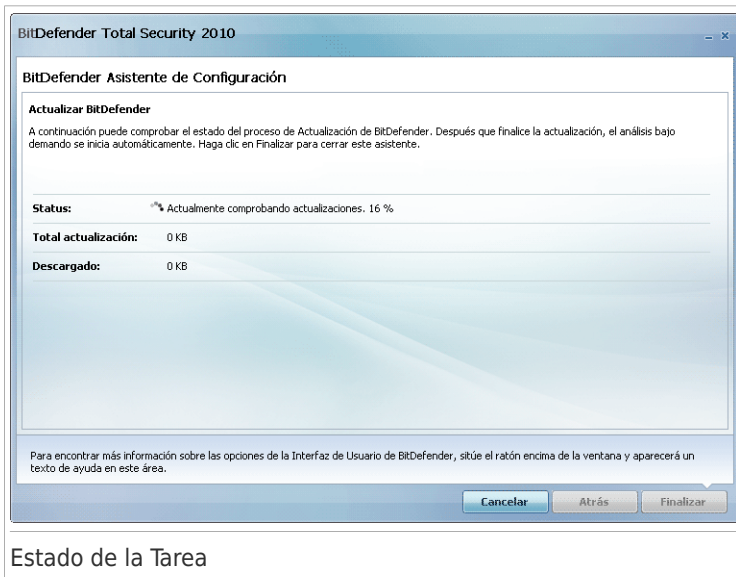 BitDefender Total Security 2010
BitDefender Asistente de Configuración
Actualizar BitDefender
A continuación puede comprobar el estado del proceso de Actualización de BitDefender. Después que finalice la actualización, el análisis bajo
demando se inicia automáticamente. Haga clic en Finalizar para cerrar este asistente.
Status: Actualmente comprobando actualizaciones. 16 %
Total actualización: 0 KB
Descargado: 0 KB
Para encontrar más información sobre las opciones de la Interfaz de Usuario de BitDefender, sitúe el ratón encima de la ventana y aparecerá un
texto de ayuda en este área.
Cancelar Atrás Finalizar
Estado de la Tarea